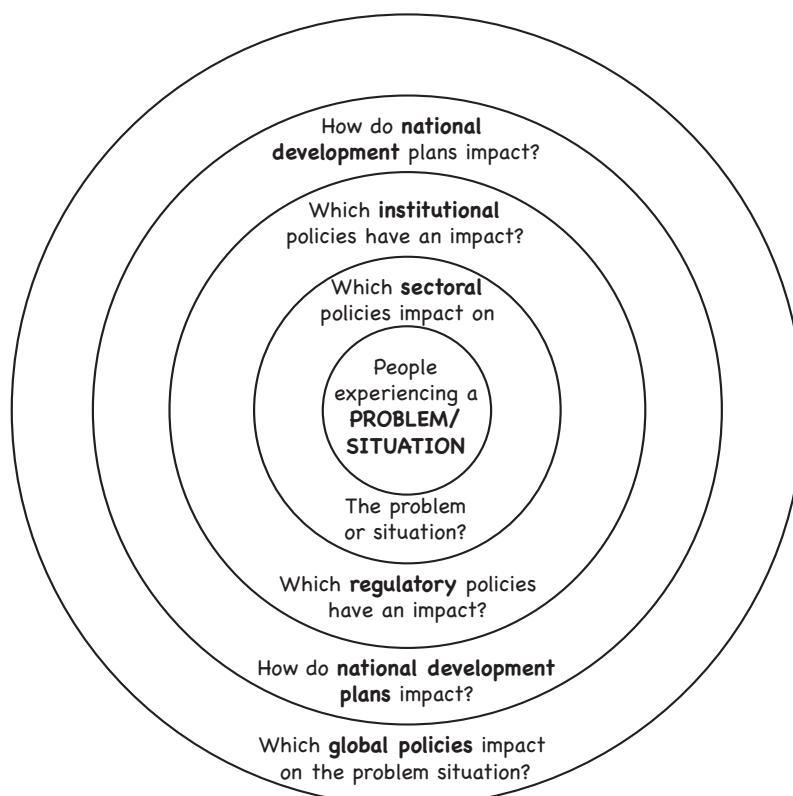 How do national
development plans impact?
Which institutional
policies have an impact?
Which sectoral
policies impact on
People
experiencing a
PROBLEM/
SITUATION
The problem
or situation?
Which regulatory policies
have an impact?
How do national development
plans impact?
Which global policies impact
on the problem situation?